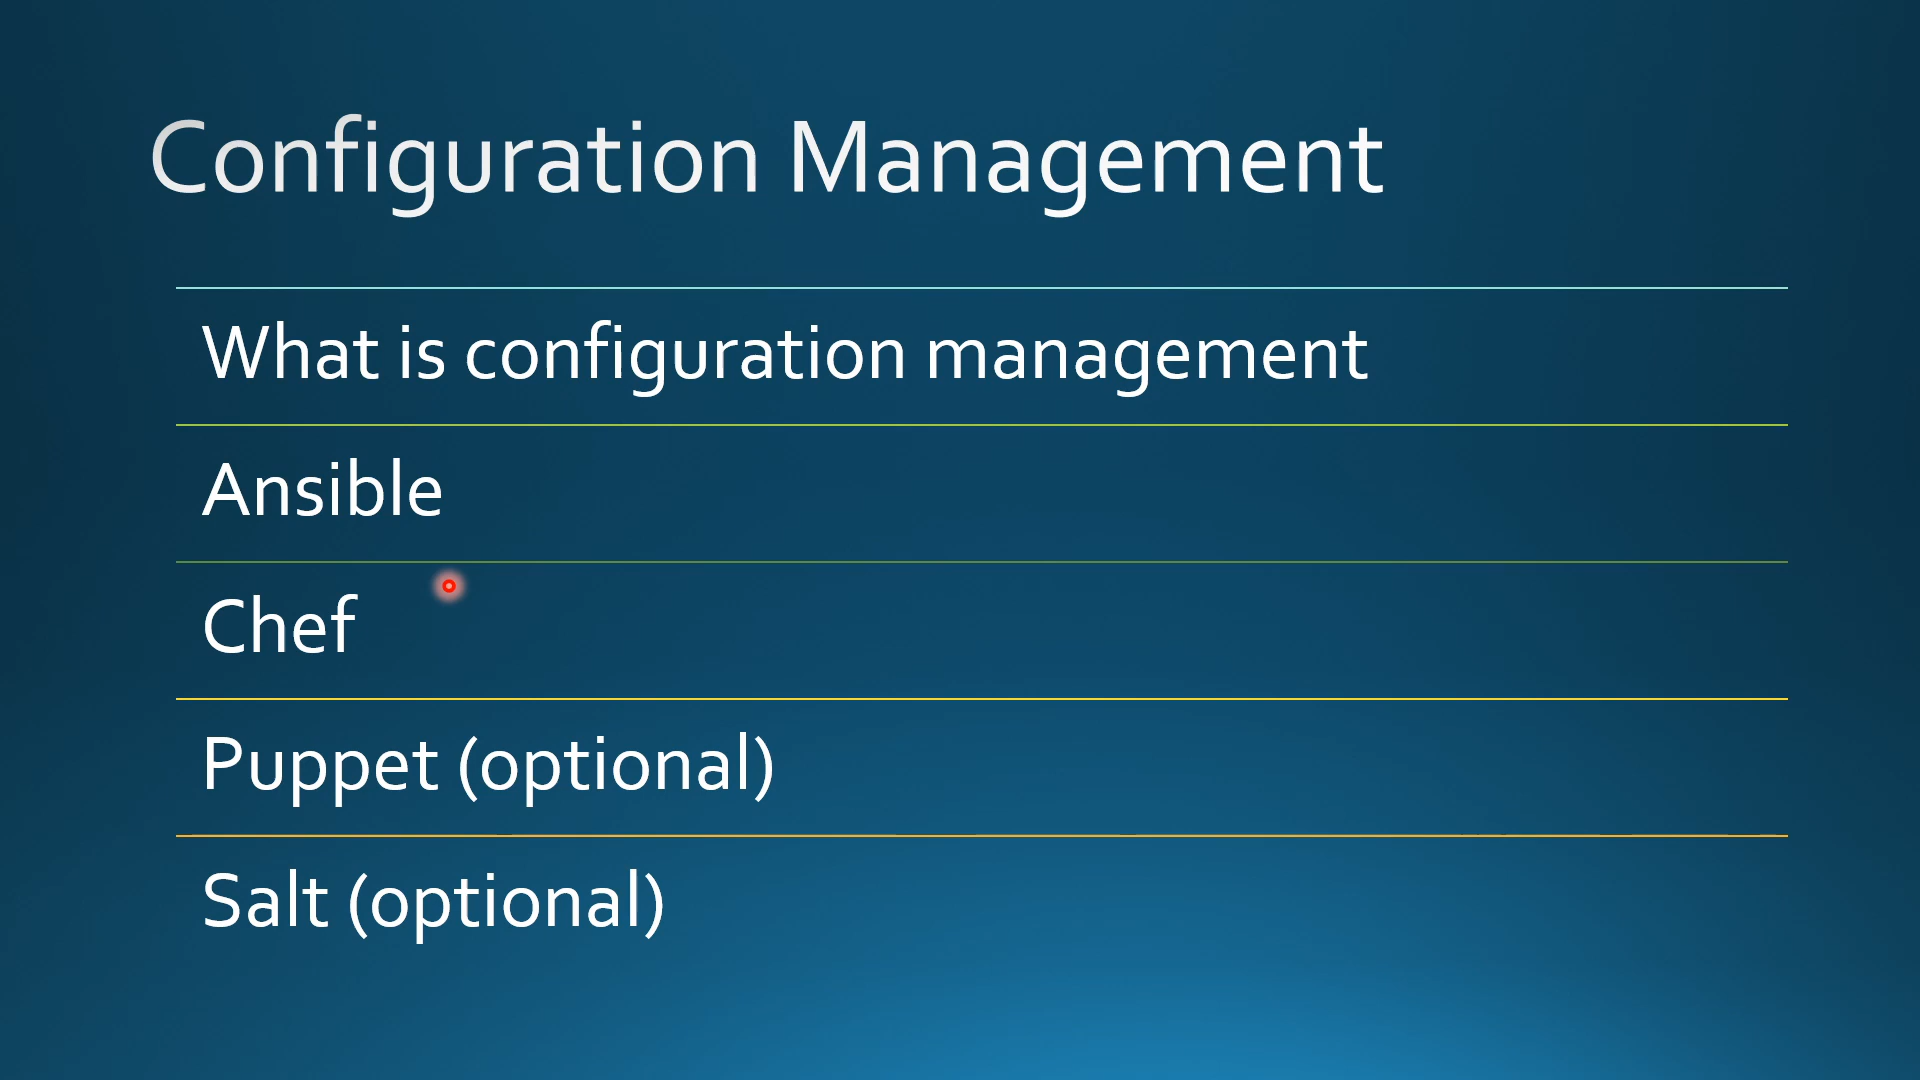 Configuration Management
What is configuration management
Ansible
Chef
Puppet (optional)
Salt (optional)